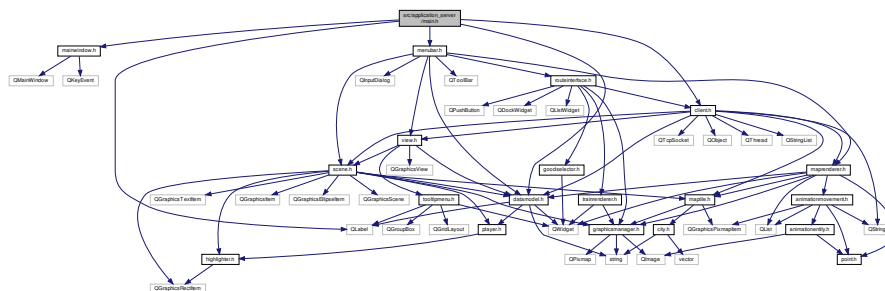 src/application_server
/main.h
mainwindow.h
menubar.h
QMainWindow
QKeyEvent
QInputDialog
QToolBar
routeinterface.h
QPushButton
QDockWidget
QListWidget
client.h
view.h
QTcpSocket
QObject
QThread
QStringList
scene.h
QGraphicsView
goodselector.h
maprenderer.h
QGraphicsTextItem
QGraphicsItem
QGraphicsEllipseItem
QGraphicsScene
tooltipmenu.h
datamodel.h
trainrenderer.h
maptile.h
animationmovement.h
QLabel
QGroupBox
QGridLayout
player.h
QWidget
graphicsmanager.h
city.h
QGraphicsPixmapItem
QList
animationentity.h
QString
highlighter.h
QPixmap
string
QImage
vector
point.h
QGraphicsRectItem